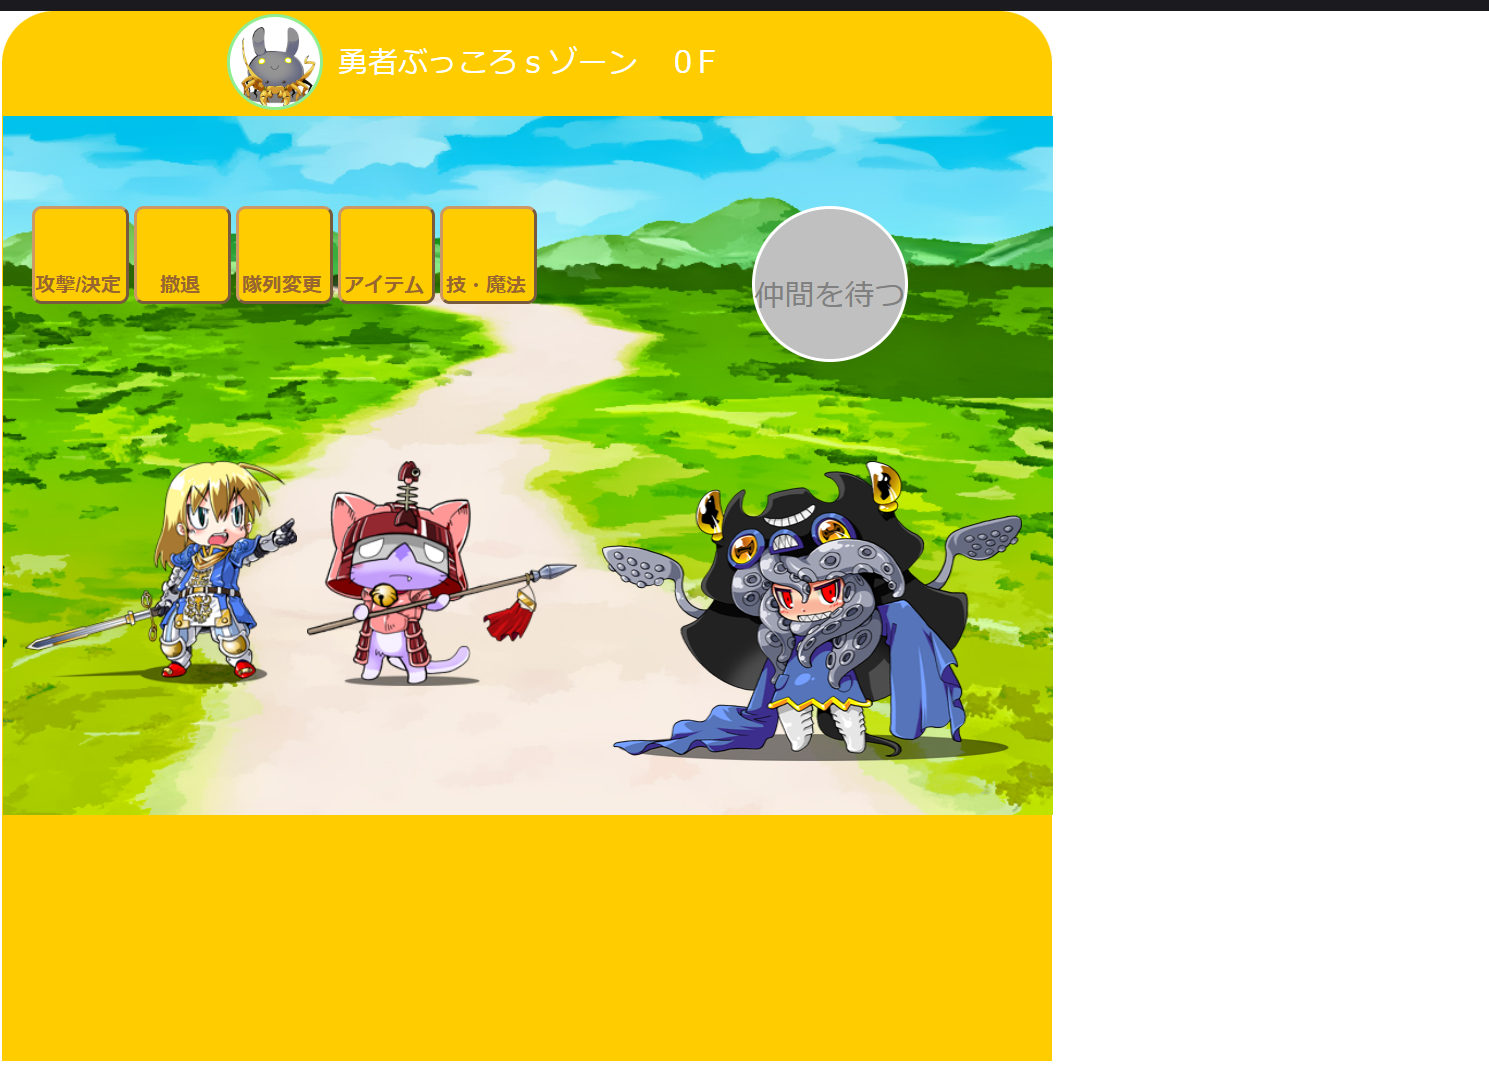 勇者ぶっころｓゾーン　０Ｆ
攻撃/決定
撤退
隊列変更
アイテム
技・魔法
仲間を待つ